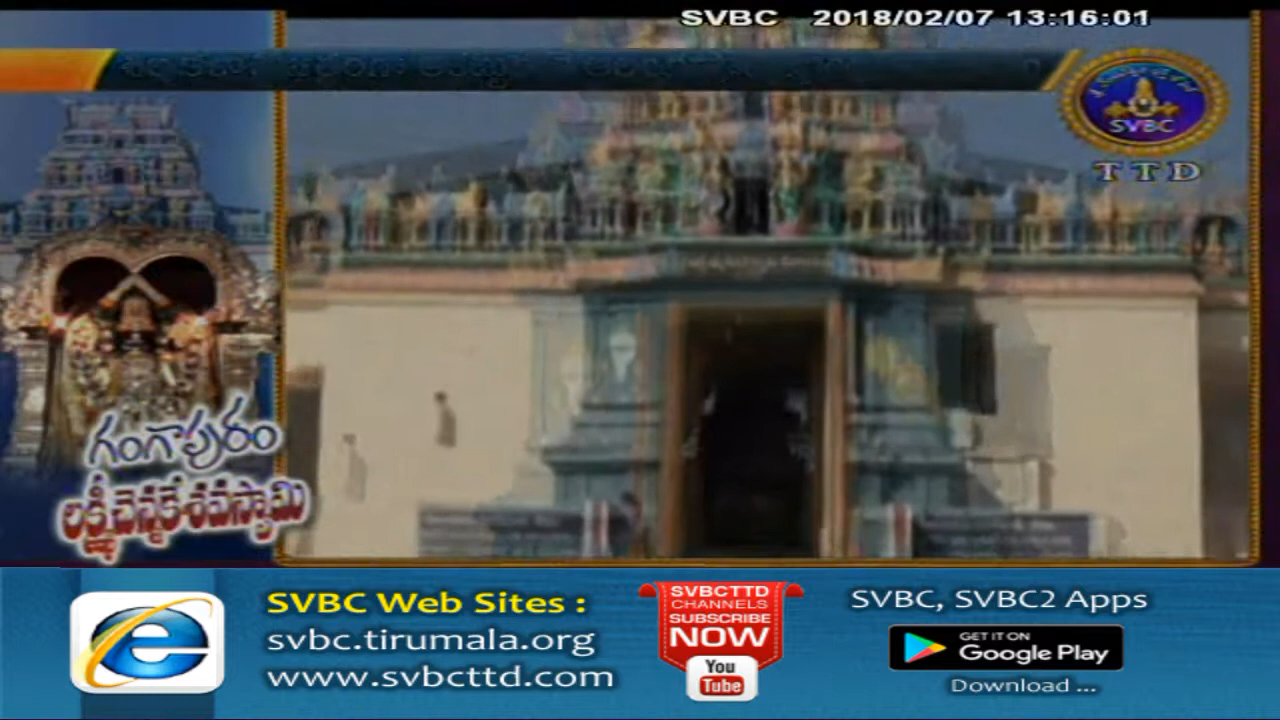 SVBC 2018/02/07 13:16:01
SVBC
TTD
గంగాపురం
లక్ష్మీచెన్నకేశవస్వామి
SVBC Web Sites :
svbc.tirumala.org
www.svbcttd.com
SVBCTTD
CHANNELS
SUBSCRIBE
NOW
You
Tube
SVBC, SVBC2 Apps
GET IT ON
Google Play
Download ...